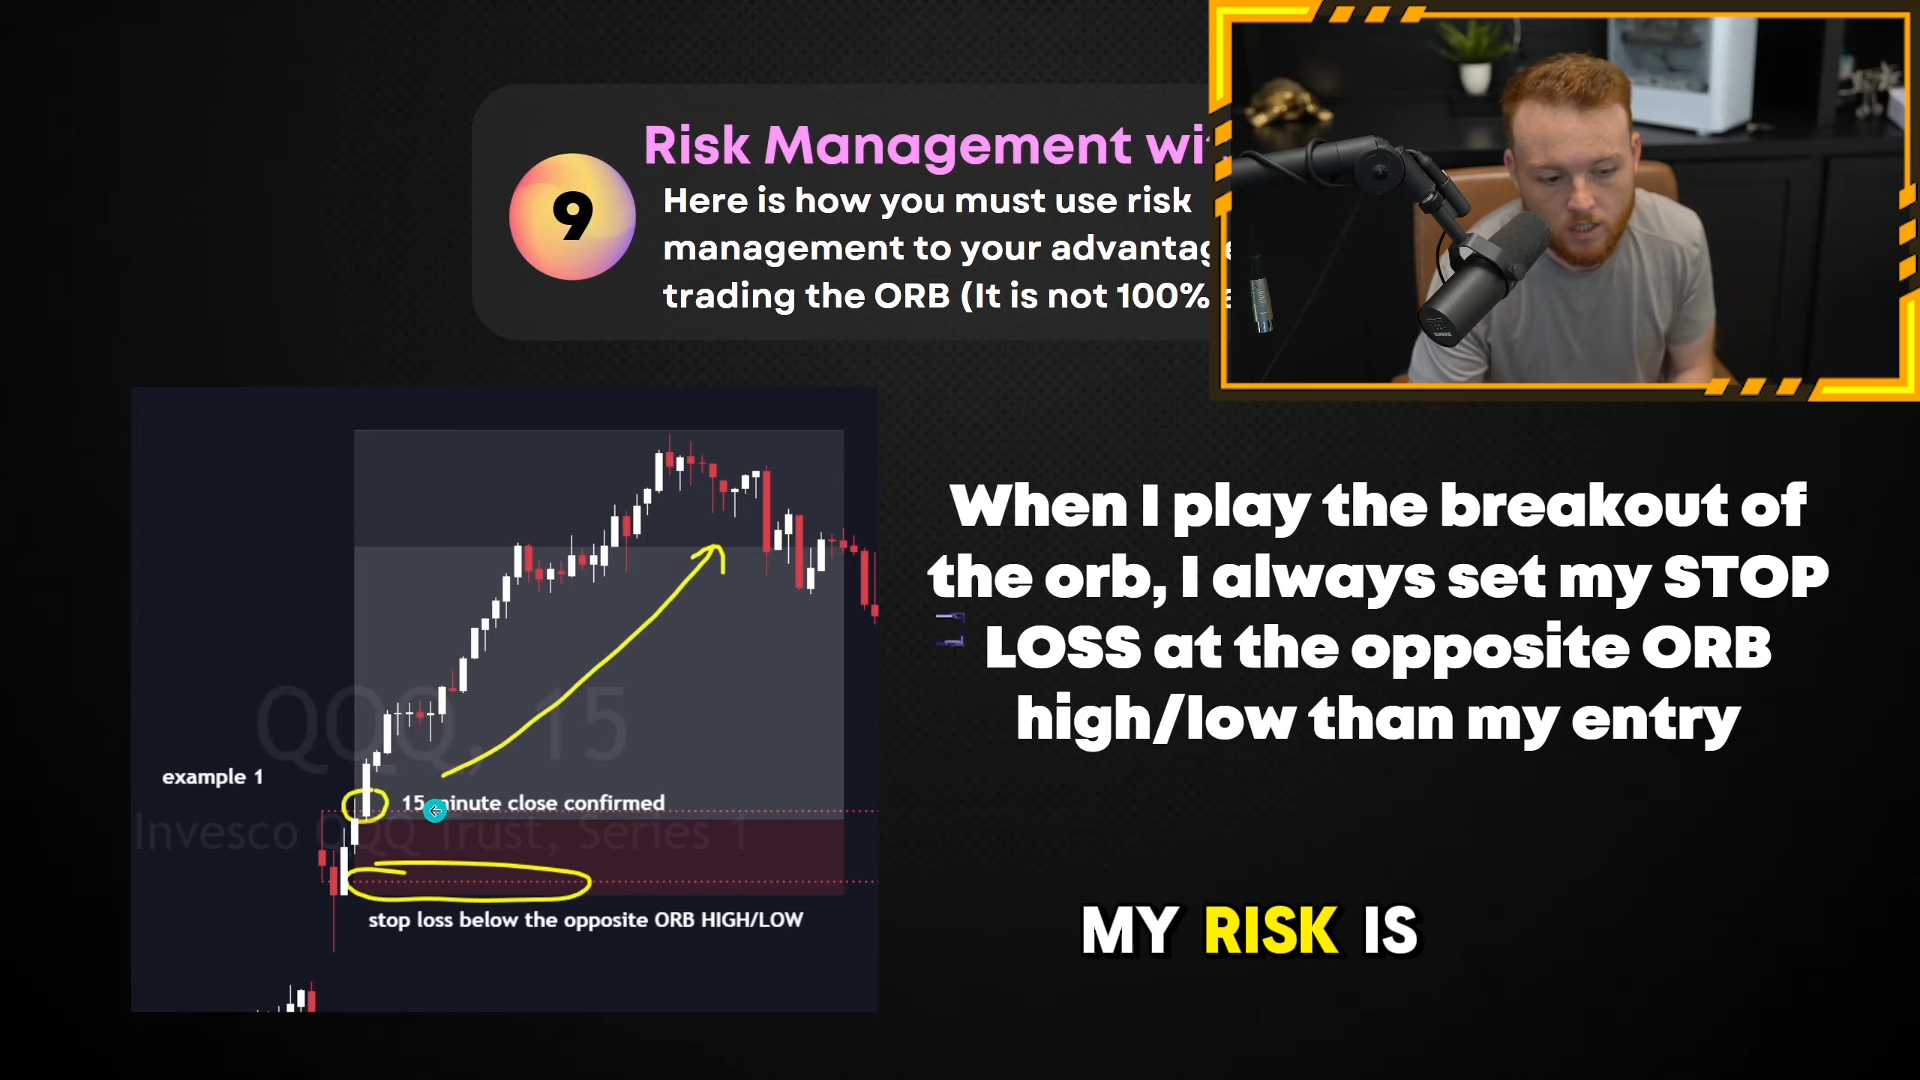 Risk Management wi
9
Here is how you must use risk
management to your advantage
trading the ORB (It is not 100%
When I play the breakout of
the orb, I always set my STOP
LOSS at the opposite ORB
high/low than my entry
QQQ, 15
example 1
15 minute close confirmed
Invesco QQQ Trust, Series 1
stop loss below the opposite ORB HIGH/LOW
MY RISK IS